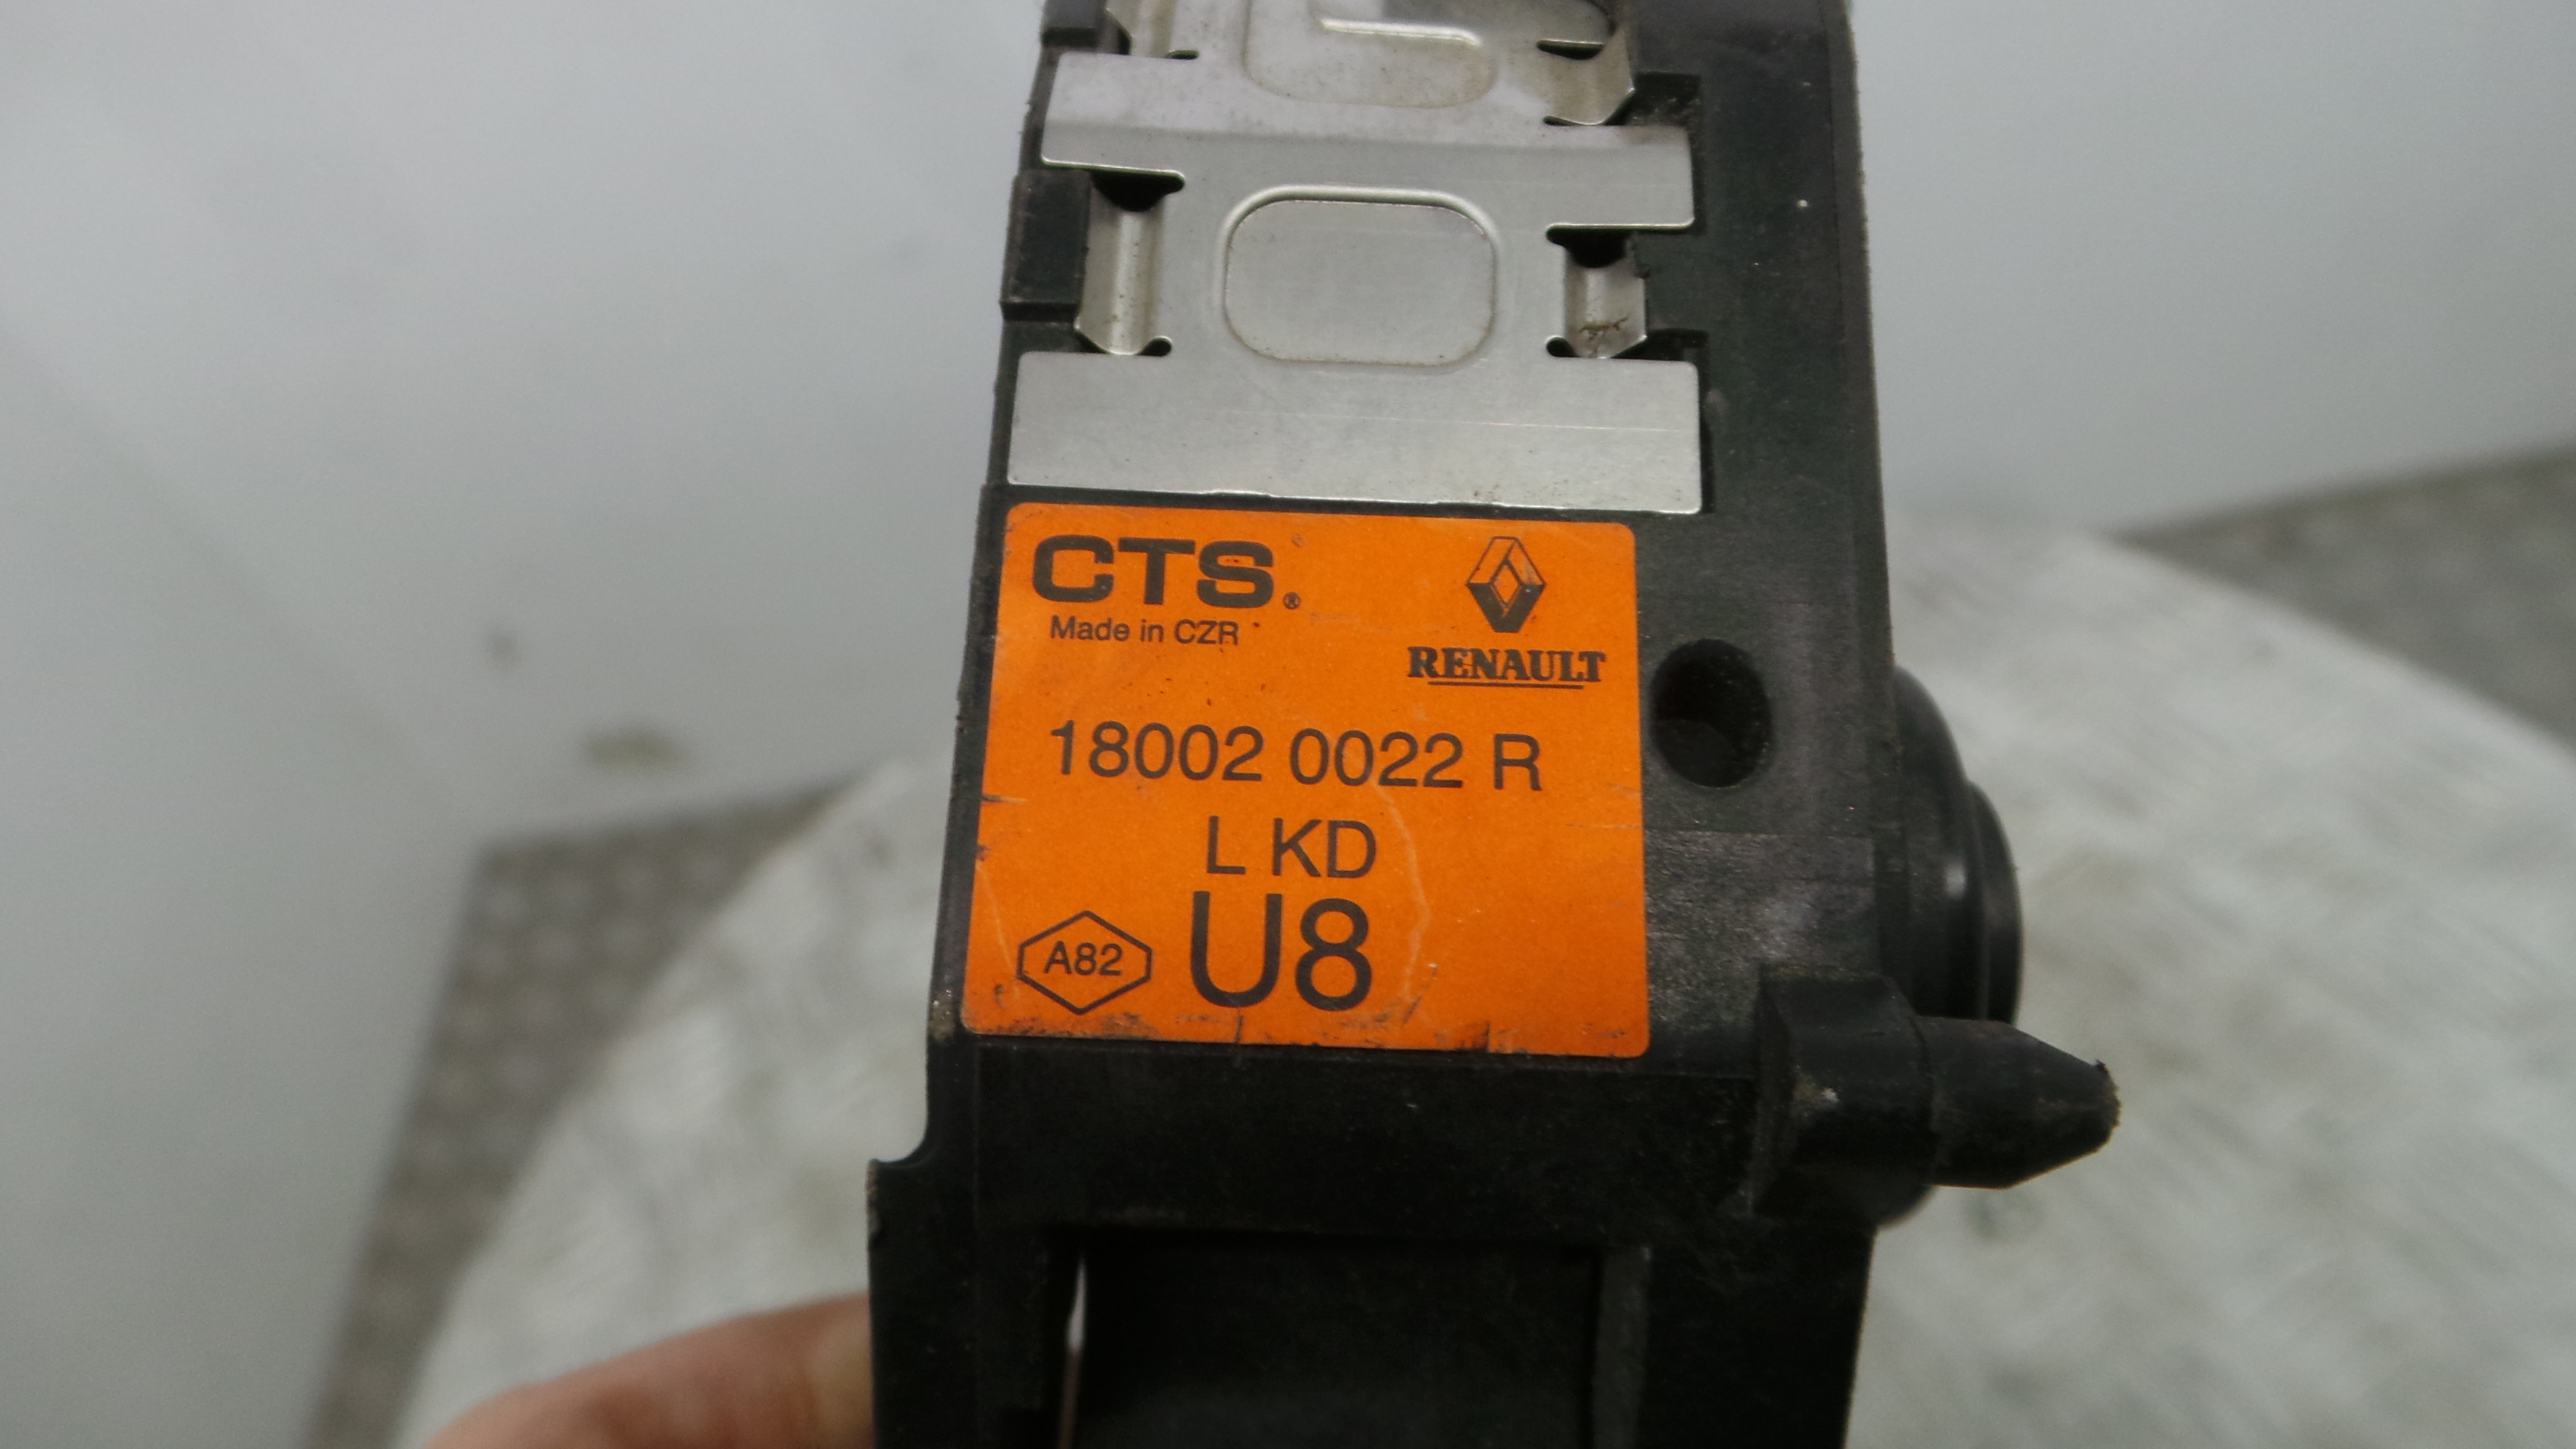 CTS®
Made in CZR
RENAULT
18002 0022 R
L KD
A82 U8